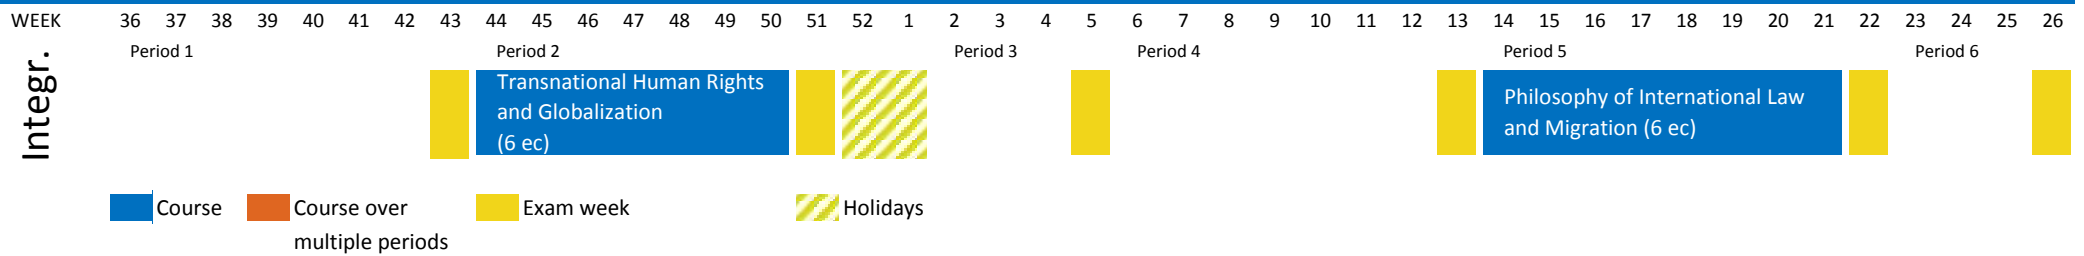 WEEK 36 37 38 39 40 41 42 43 44 45 46 47 48 49 50 51 52 1 2 3 4 5 6 7 8 9 10 11 12 13 14 15 16 17 18 19 20 21 22 23 24 25 26
Period 1 Period 2 Period 3 Period 4 Period 5 Period 6
Integr.
Transnational Human Rights
and Globalization
(6 ec)
Philosophy of International Law
and Migration (6 ec)
Course
Course over
multiple periods
Exam week
Holidays